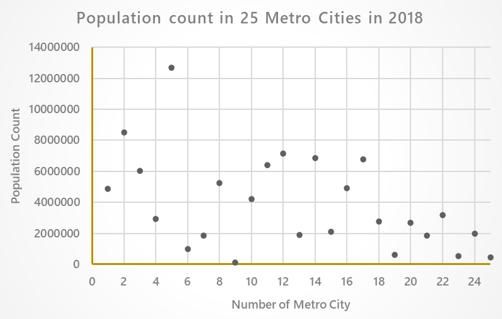 Population count in 25 Metro Cities in 2018
14000000
12000000
10000000
8000000
6000000
4000000
2000000
0
Population Count
0 2 4 6 8 10 12 14 16 18 20 22 24
Number of Metro City